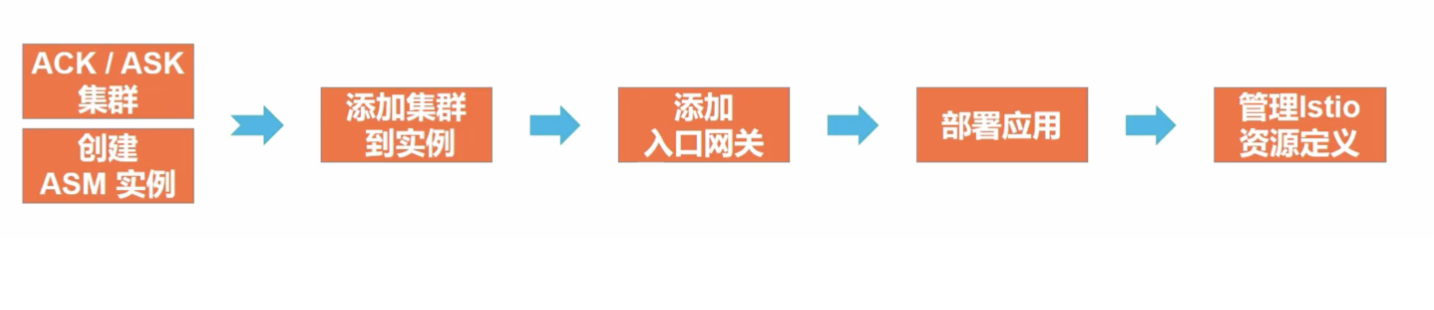 ACK / ASK
集群
创建
ASM 实例
添加集群
到实例
添加
入口网关
部署应用
管理Istio
资源定义